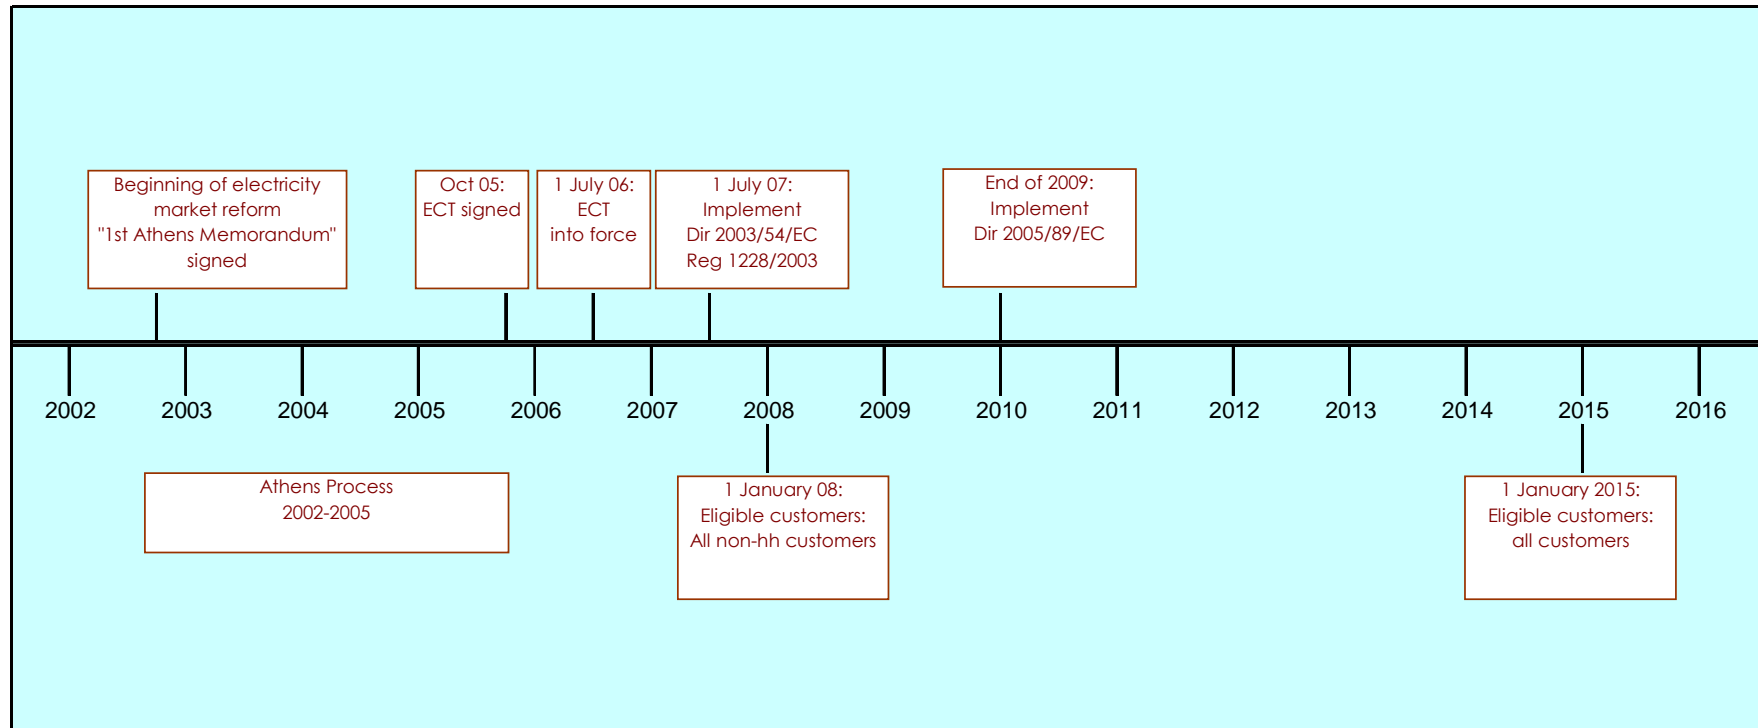 Beginning of electricity
market reform
"1st Athens Memorandum"
signed
Oct 05:
ECT signed
1 July 06:
ECT
into force
1 July 07:
Implement
Dir 2003/54/EC
Reg 1228/2003
End of 2009:
Implement
Dir 2005/89/EC
2002 2003 2004 2005 2006 2007 2008 2009 2010 2011 2012 2013 2014 2015 2016
Athens Process
2002-2005
1 January 08:
Eligible customers:
All non-hh customers
1 January 2015:
Eligible customers:
all customers